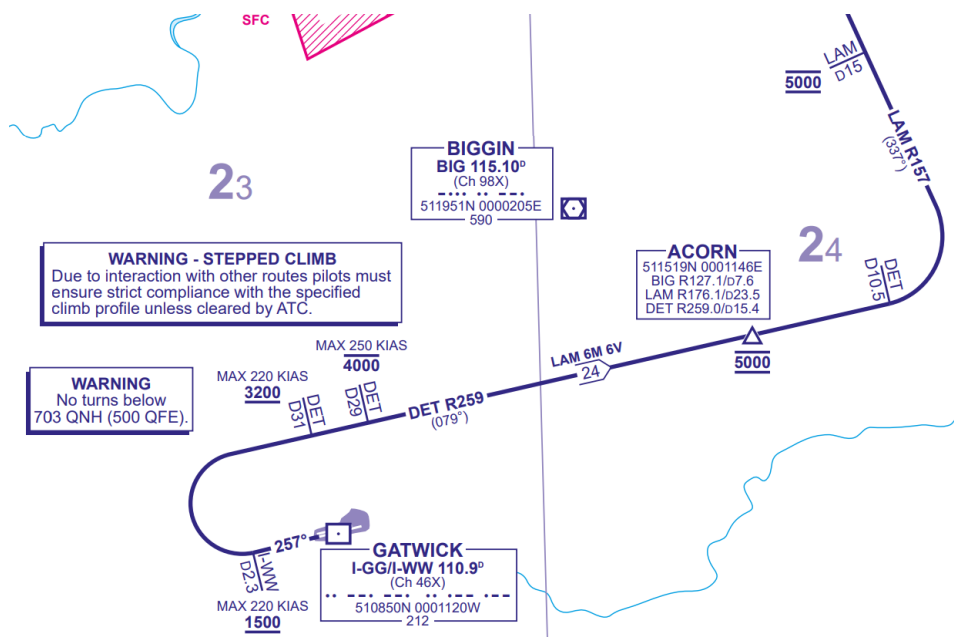 SFC
LAM
D15
5000
LAM R157
(337°)
BIGGIN
BIG 115.10ᴰ
(Ch 98X)
511951N 0000205E
590
23
24
WARNING - STEPPED CLIMB
Due to interaction with other routes pilots must
ensure strict compliance with the specified
climb profile unless cleared by ATC.
ACORN
511519N 0001146E
BIG R127.1/D7.6
LAM R176.1/D23.5
DET R259.0/D15.4
DET
D10.5
MAX 250 KIAS
4000
LAM 6M 6V
24
5000
WARNING
No turns below
703 QNH (500 QFE).
MAX 220 KIAS
3200
DET
D31
DET
D29
DET R259
(079°)
257°
I-WW
D2.3
MAX 220 KIAS
1500
GATWICK
I-GG/I-WW 110.9ᴰ
(Ch 46X)
510850N 0001120W
212